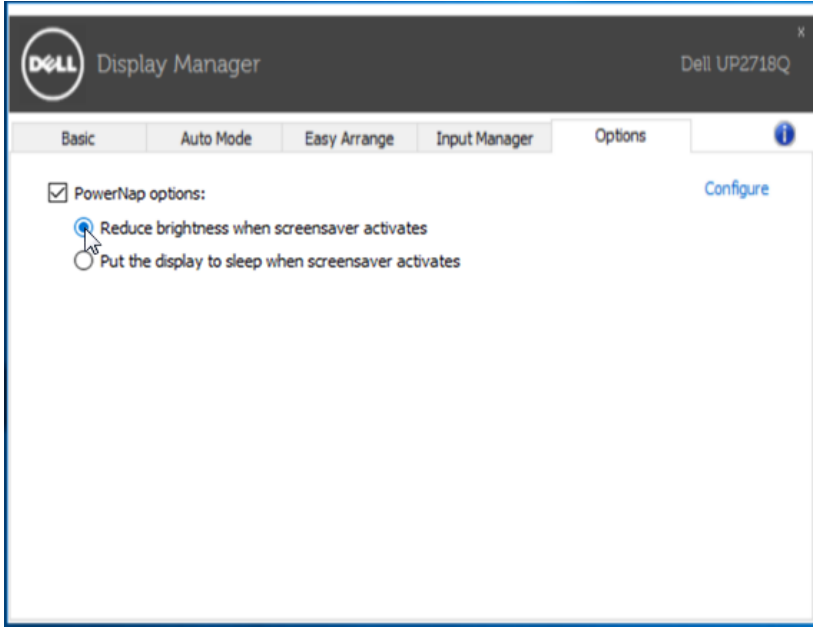 x
DELL Display Manager Dell UP2718Q
Basic Auto Mode Easy Arrange Input Manager Options i
PowerNap options: Configure
Reduce brightness when screensaver activates
Put the display to sleep when screensaver activates